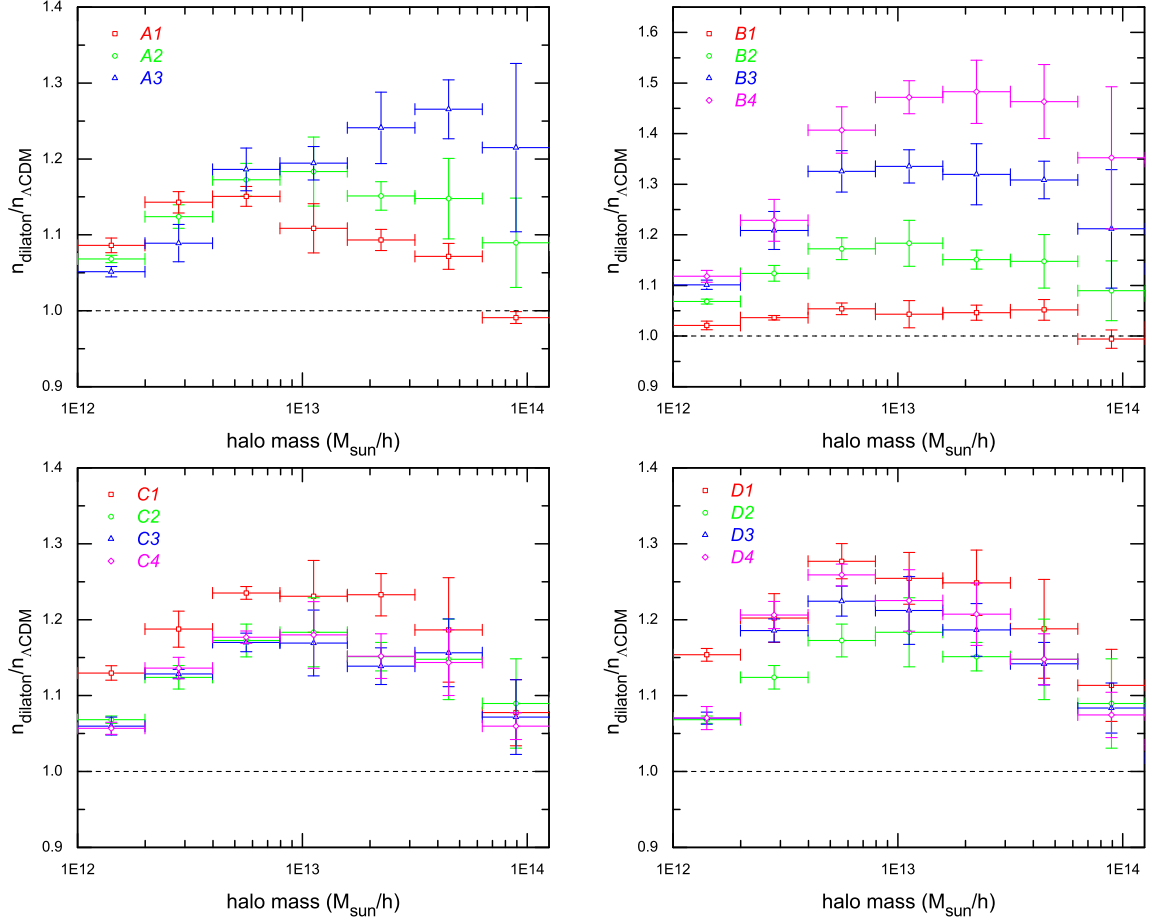 1.4
1.3
1.2
1.1
1.0
0.9
n_dilaton/n_ΛCDM
A1
A2
A3
1E12
1E13
1E14
halo mass (M_sun/h)
1.6
1.5
1.4
1.3
1.2
1.1
1.0
0.9
n_dilaton/n_ΛCDM
B1
B2
B3
B4
1E12
1E13
1E14
halo mass (M_sun/h)
1.4
1.3
1.2
1.1
1.0
0.9
n_dilaton/n_ΛCDM
C1
C2
C3
C4
1E12
1E13
1E14
halo mass (M_sun/h)
1.4
1.3
1.2
1.1
1.0
0.9
n_dilaton/n_ΛCDM
D1
D2
D3
D4
1E12
1E13
1E14
halo mass (M_sun/h)